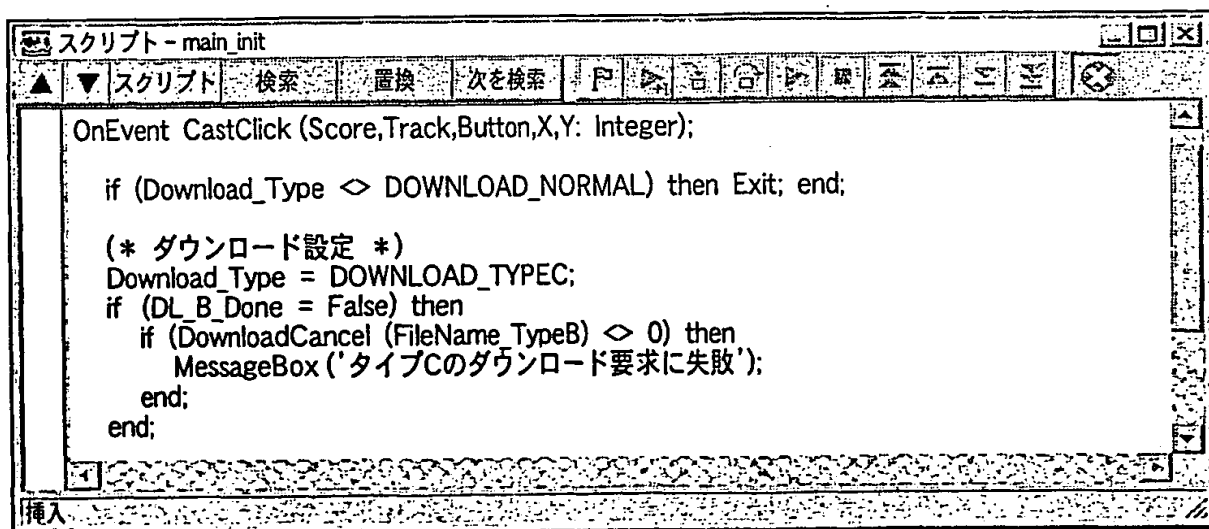 スクリプト - main_init
▲ ▼ スクリプト 検索 置換 次を検索
OnEvent CastClick (Score,Track,Button,X,Y: Integer);
if (Download_Type <> DOWNLOAD_NORMAL) then Exit; end;
(* ダウンロード設定 *)
Download_Type = DOWNLOAD_TYPEC;
if (DL_B_Done = False) then
if (DownloadCancel (FileName_TypeB) <> 0) then
MessageBox ('タイプCのダウンロード要求に失敗');
end;
end;
挿入